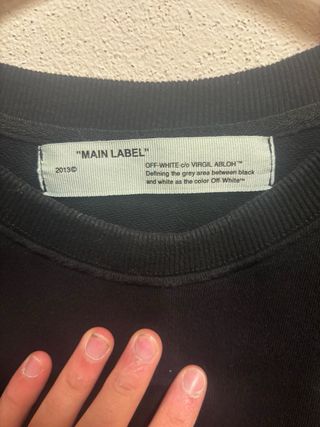 "MAIN LABEL"
2013©
OFF-WHITE c/o VIRGIL ABLOH™
Defining the grey area between black
and white as the color Off-White™